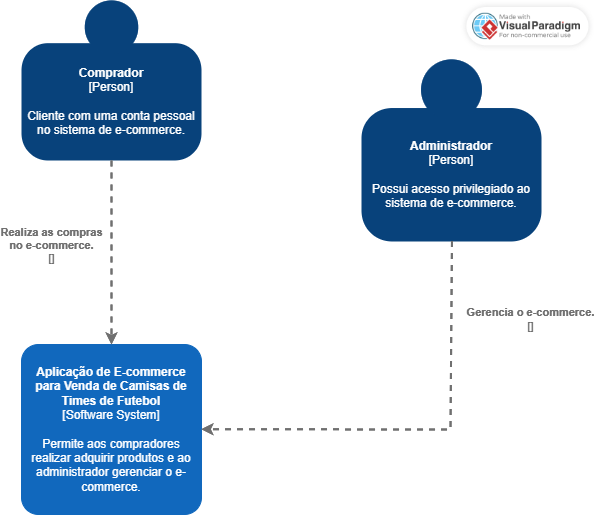 Made with
VisualParadigm
For non-commercial use
Comprador
[Person]
Cliente com uma conta pessoal
no sistema de e-commerce.
Administrador
[Person]
Possui acesso privilegiado ao
sistema de e-commerce.
Realiza as compras
no e-commerce.
[]
Gerencia o e-commerce.
[]
Aplicação de E-commerce
para Venda de Camisas de
Times de Futebol
[Software System]
Permite aos compradores
realizar adquirir produtos e ao
administrador gerenciar o e-
commerce.